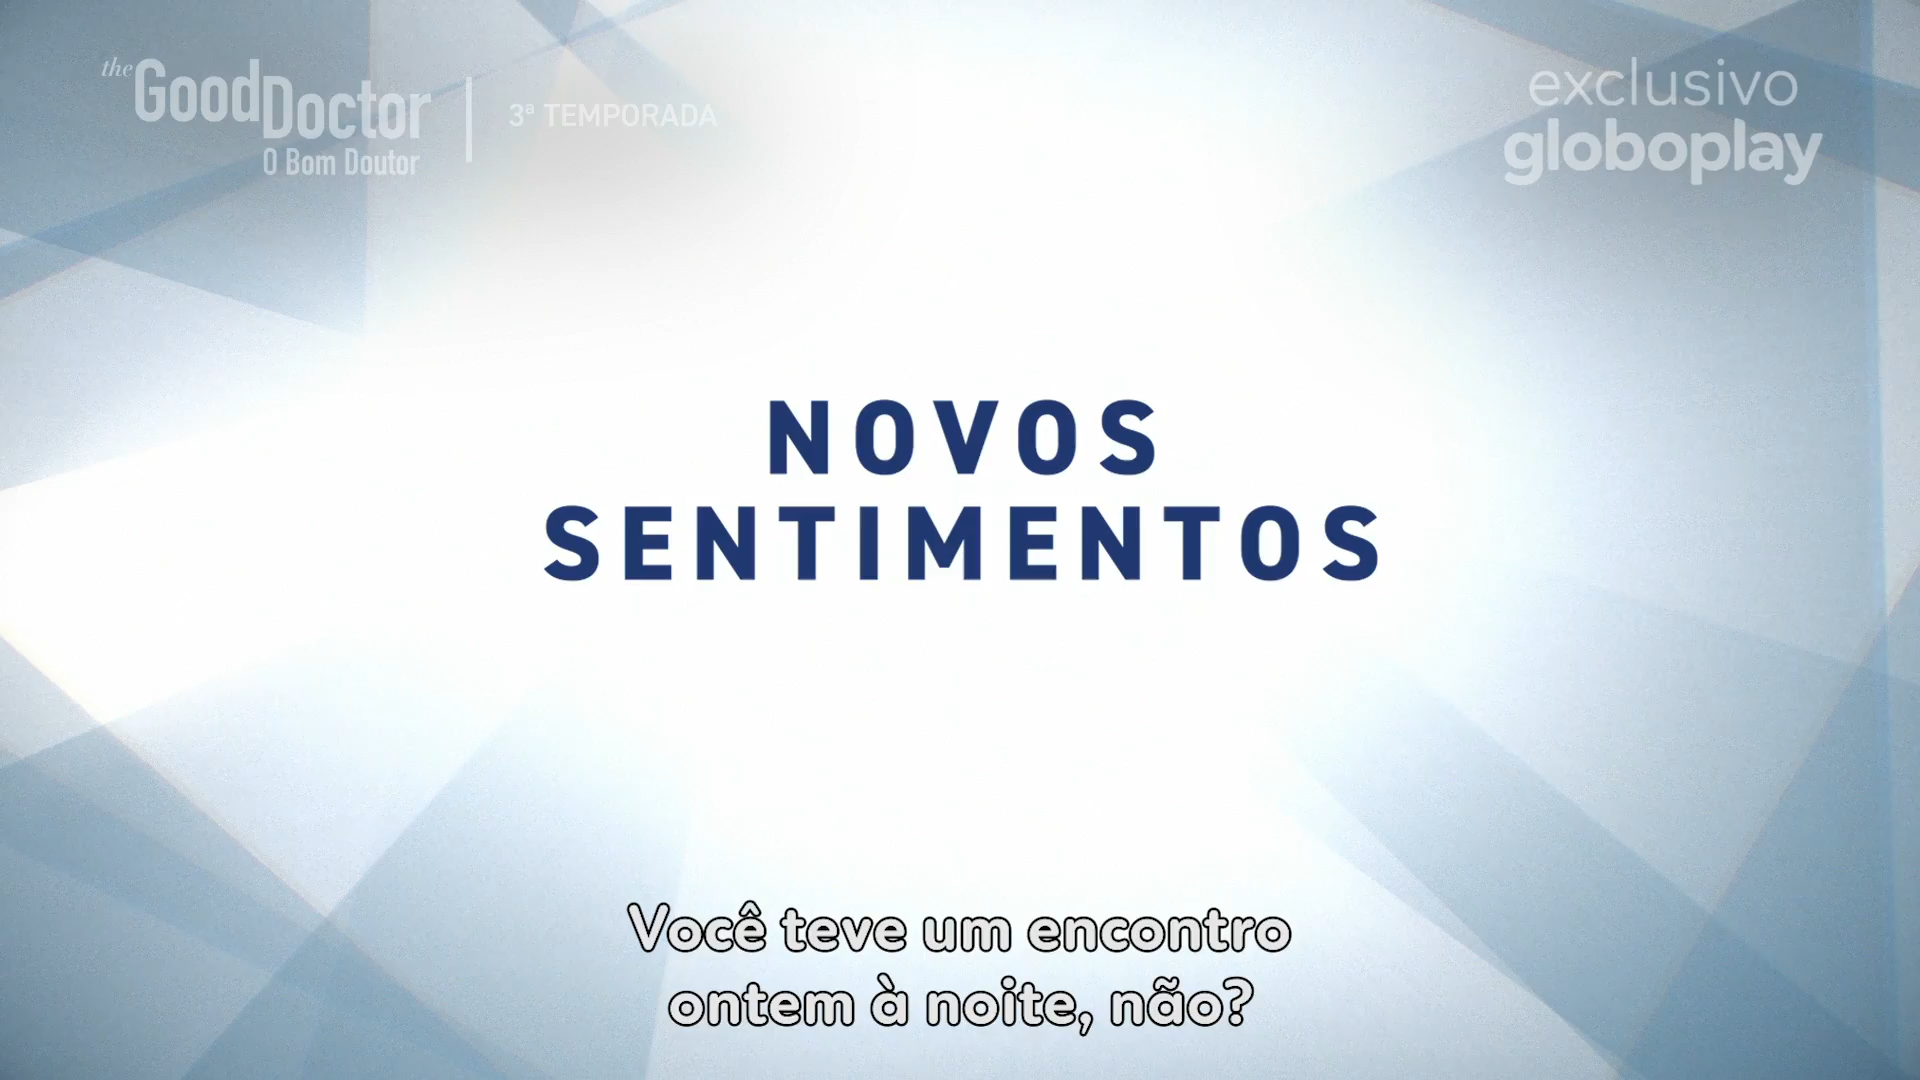 the Good Doctor
O Bom Doutor
3ª TEMPORADA
exclusivo
globoplay
NOVOS
SENTIMENTOS
Você teve um encontro
ontem à noite, não?